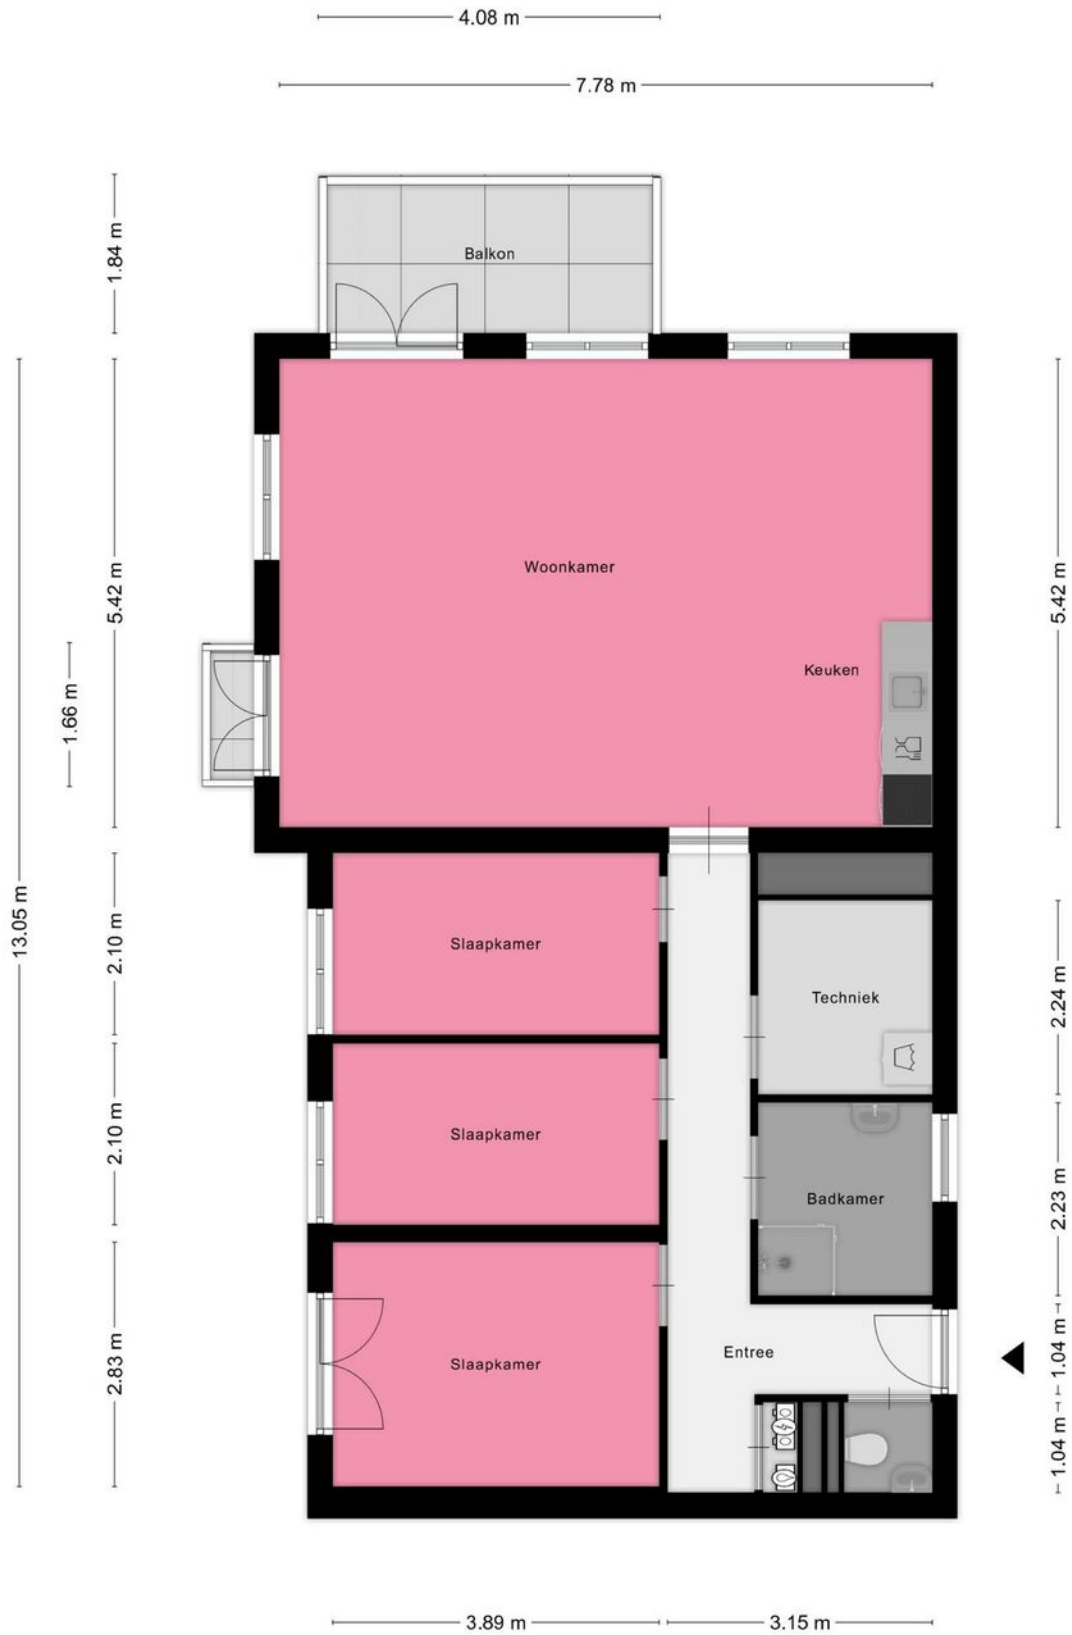 4.08 m
7.78 m
1.84 m
Balkon
13.05 m
5.42 m
1.66 m
Woonkamer
Keuken
5.42 m
2.10 m
Slaapkamer
Techniek
2.24 m
2.10 m
Slaapkamer
Badkamer
2.23 m
2.83 m
Slaapkamer
Entree
1.04 m
1.04 m
3.89 m
3.15 m